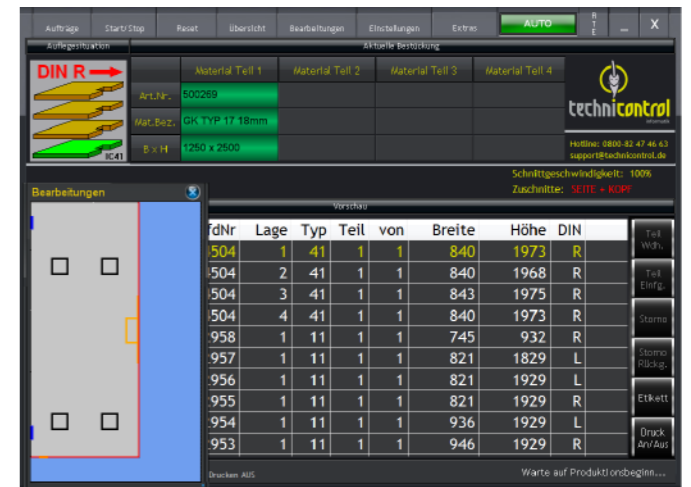 Aufträge Start/Stop Reset Übersicht Bearbeitungen Einstellungen Extras AUTO RTE _ X
Auflegesituation Aktuelle Bestückung
DIN R
IC41
Material Teil 1 Material Teil 2 Material Teil 3 Material Teil 4
Art.Nr. 500269
Mat.Bez. GK TYP 17 18mm
B x H 1250 x 2500
technicontrol
informatik
Hotline: 0800-82 47 46 63
support@technicontrol.de
Schnittgeschwindigkeit: 100%
Zuschnitte: SEITE + KOPF
Bearbeitungen
Vorschau
fdNr Lage Typ Teil von Breite Höhe DIN
504 1 41 1 1 840 1973 R
504 2 41 1 1 840 1968 R
504 3 41 1 1 843 1975 R
504 4 41 1 1 840 1973 R
958 1 11 1 1 745 932 R
957 1 11 1 1 821 1829 L
956 1 11 1 1 821 1929 L
955 1 11 1 1 821 1929 R
954 1 11 1 1 936 1929 L
953 1 11 1 1 946 1929 R
Teil
Wdh.
Teil
Einfg.
Storno
Storno
Rückg.
Etikett
Druck
An/Aus
Drucken AUS
Warte auf Produktionsbeginn...